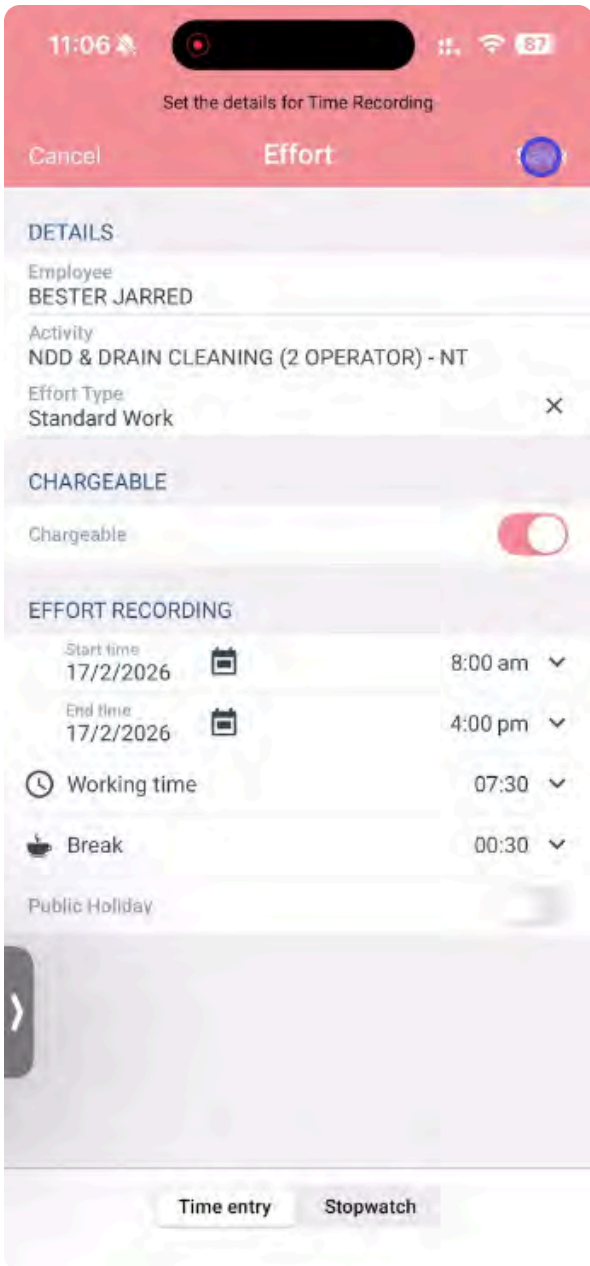 11:06
87
Set the details for Time Recording
Cancel
Effort
DETAILS
Employee
BESTER JARRED
Activity
NDD & DRAIN CLEANING (2 OPERATOR) - NT
Effort Type
Standard Work
CHARGEABLE
Chargeable
EFFORT RECORDING
Start time
17/2/2026
8:00 am
End time
17/2/2026
4:00 pm
Working time
07:30
Break
00:30
Public Holiday
Time entry
Stopwatch